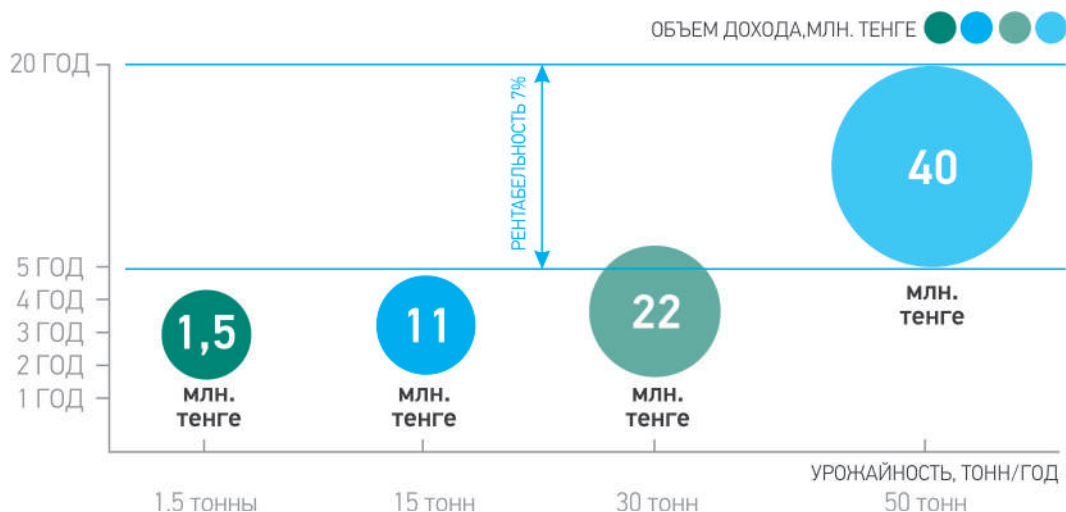 ОБЪЕМ ДОХОДА,МЛН. ТЕНГЕ
20 ГОД
РЕНТАБЕЛЬНОСТЬ 7%
40
млн.
тенге
5 ГОД
4 ГОД
3 ГОД
2 ГОД
1 ГОД
1,5
млн.
тенге
11
млн.
тенге
22
млн.
тенге
УРОЖАЙНОСТЬ, ТОНН/ГОД
1,5 тонны
15 тонн
30 тонн
50 тонн